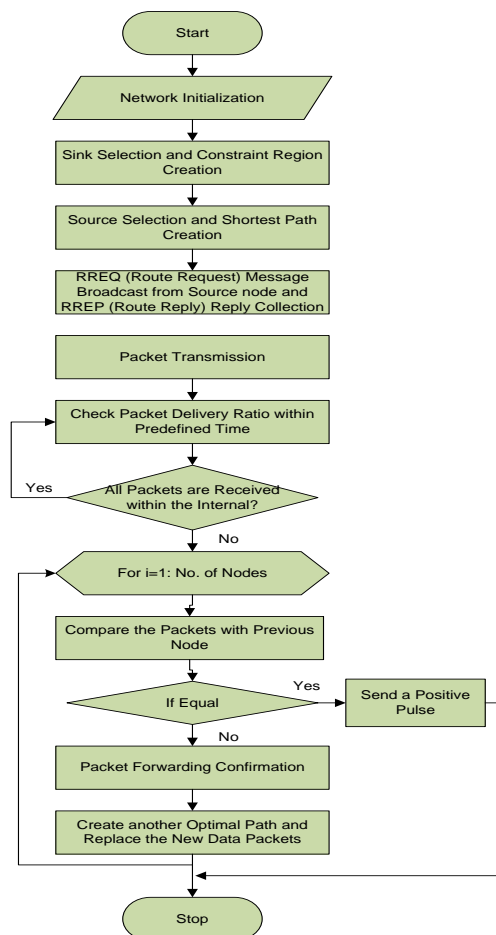 Start
Network Initialization
Sink Selection and Constraint Region
Creation
Source Selection and Shortest Path
Creation
RREQ (Route Request) Message
Broadcast from Source node and
RREP (Route Reply) Reply Collection
Packet Transmission
Check Packet Delivery Ratio within
Predefined Time
Yes
All Packets are Received
within the Internal?
No
For i=1: No. of Nodes
Compare the Packets with Previous
Node
If Equal
Yes
Send a Positive
Pulse
No
Packet Forwarding Confirmation
Create another Optimal Path and
Replace the New Data Packets
Stop